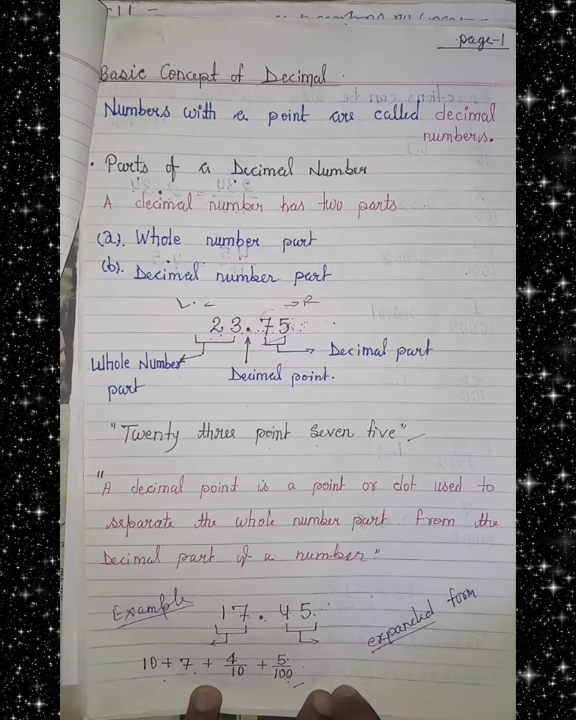 page-1
Basic Concept of Decimal.
Numbers with a point are called decimal
numbers.
• Parts of a Decimal Number
A decimal number has two parts
(a). Whole number part
(b). Decimal number part
L. ← → R
23.75
Whole Number part
Decimal point.
Decimal part
"Twenty three point Seven five"
"A decimal point is a point or dot used to
separate the whole number part from the
Decimal part of a number"
Example 17.45 expanded form
10 + 7 + 4/10 + 5/100